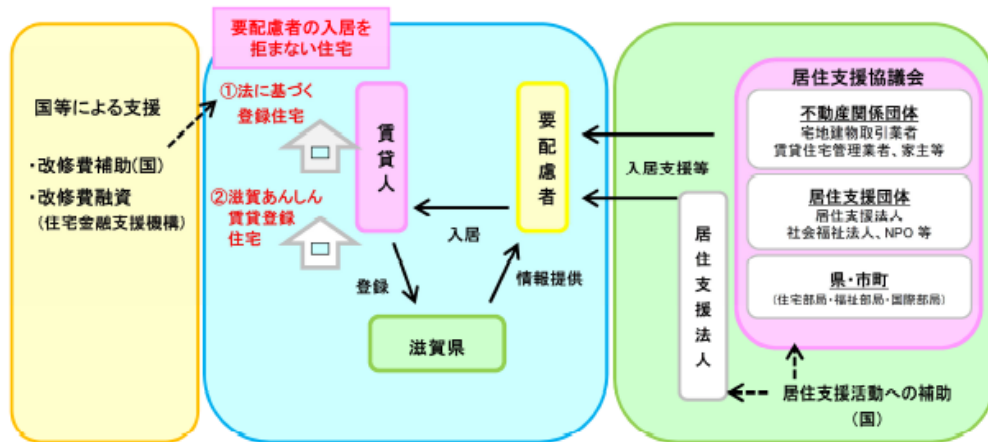 国等による支援
・改修費補助(国)
・改修費融資
(住宅金融支援機構)
要配慮者の入居を
拒まない住宅
①法に基づく
登録住宅
②滋賀あんしん
賃貸登録
住宅
賃貸人
要配慮者
入居
登録
情報提供
滋賀県
入居支援等
居住支援法人
居住支援協議会
不動産関係団体
宅地建物取引業者
賃貸住宅管理業者、家主等
居住支援団体
居住支援法人
社会福祉法人、NPO 等
県・市町
(住宅部局・福祉部局・国際部局)
居住支援活動への補助
(国)